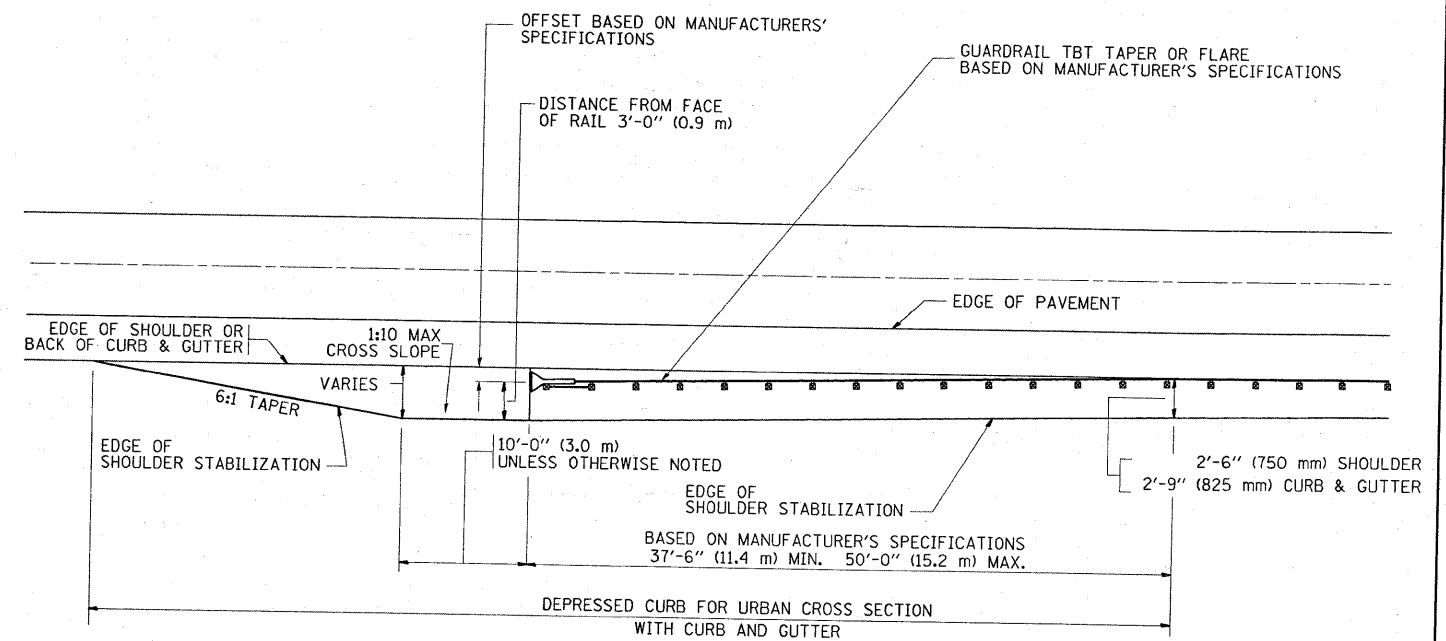 OFFSET BASED ON MANUFACTURERS'
SPECIFICATIONS
GUARDRAIL TBT TAPER OR FLARE
BASED ON MANUFACTURER'S SPECIFICATIONS
DISTANCE FROM FACE
OF RAIL 3'-0" (0.9 m)
EDGE OF PAVEMENT
EDGE OF SHOULDER OR
BACK OF CURB & GUTTER
1:10 MAX
CROSS SLOPE
VARIES
6:1 TAPER
EDGE OF
SHOULDER STABILIZATION
10'-0" (3.0 m)
UNLESS OTHERWISE NOTED
2'-6" (750 mm) SHOULDER
2'-9" (825 mm) CURB & GUTTER
EDGE OF
SHOULDER STABILIZATION
BASED ON MANUFACTURER'S SPECIFICATIONS
37'-6" (11.4 m) MIN. 50'-0" (15.2 m) MAX.
DEPRESSED CURB FOR URBAN CROSS SECTION
WITH CURB AND GUTTER